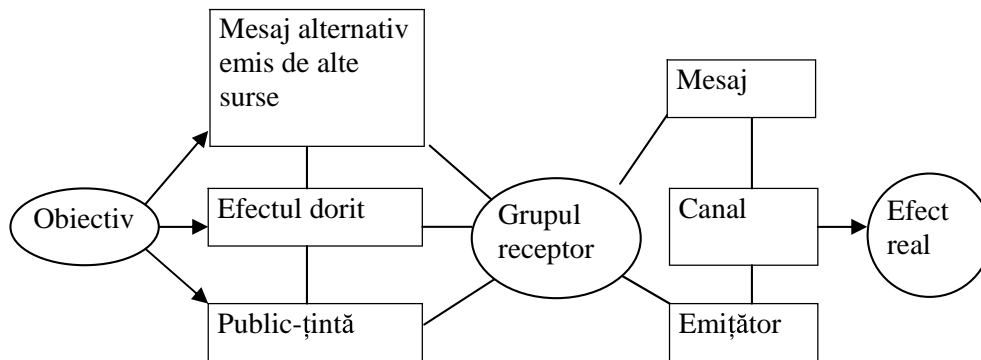 Mesaj alternativ
emis de alte
surse
Mesaj
Obiectiv
Efectul dorit
Grupul
receptor
Canal
Efect
real
Public-țintă
Emițător